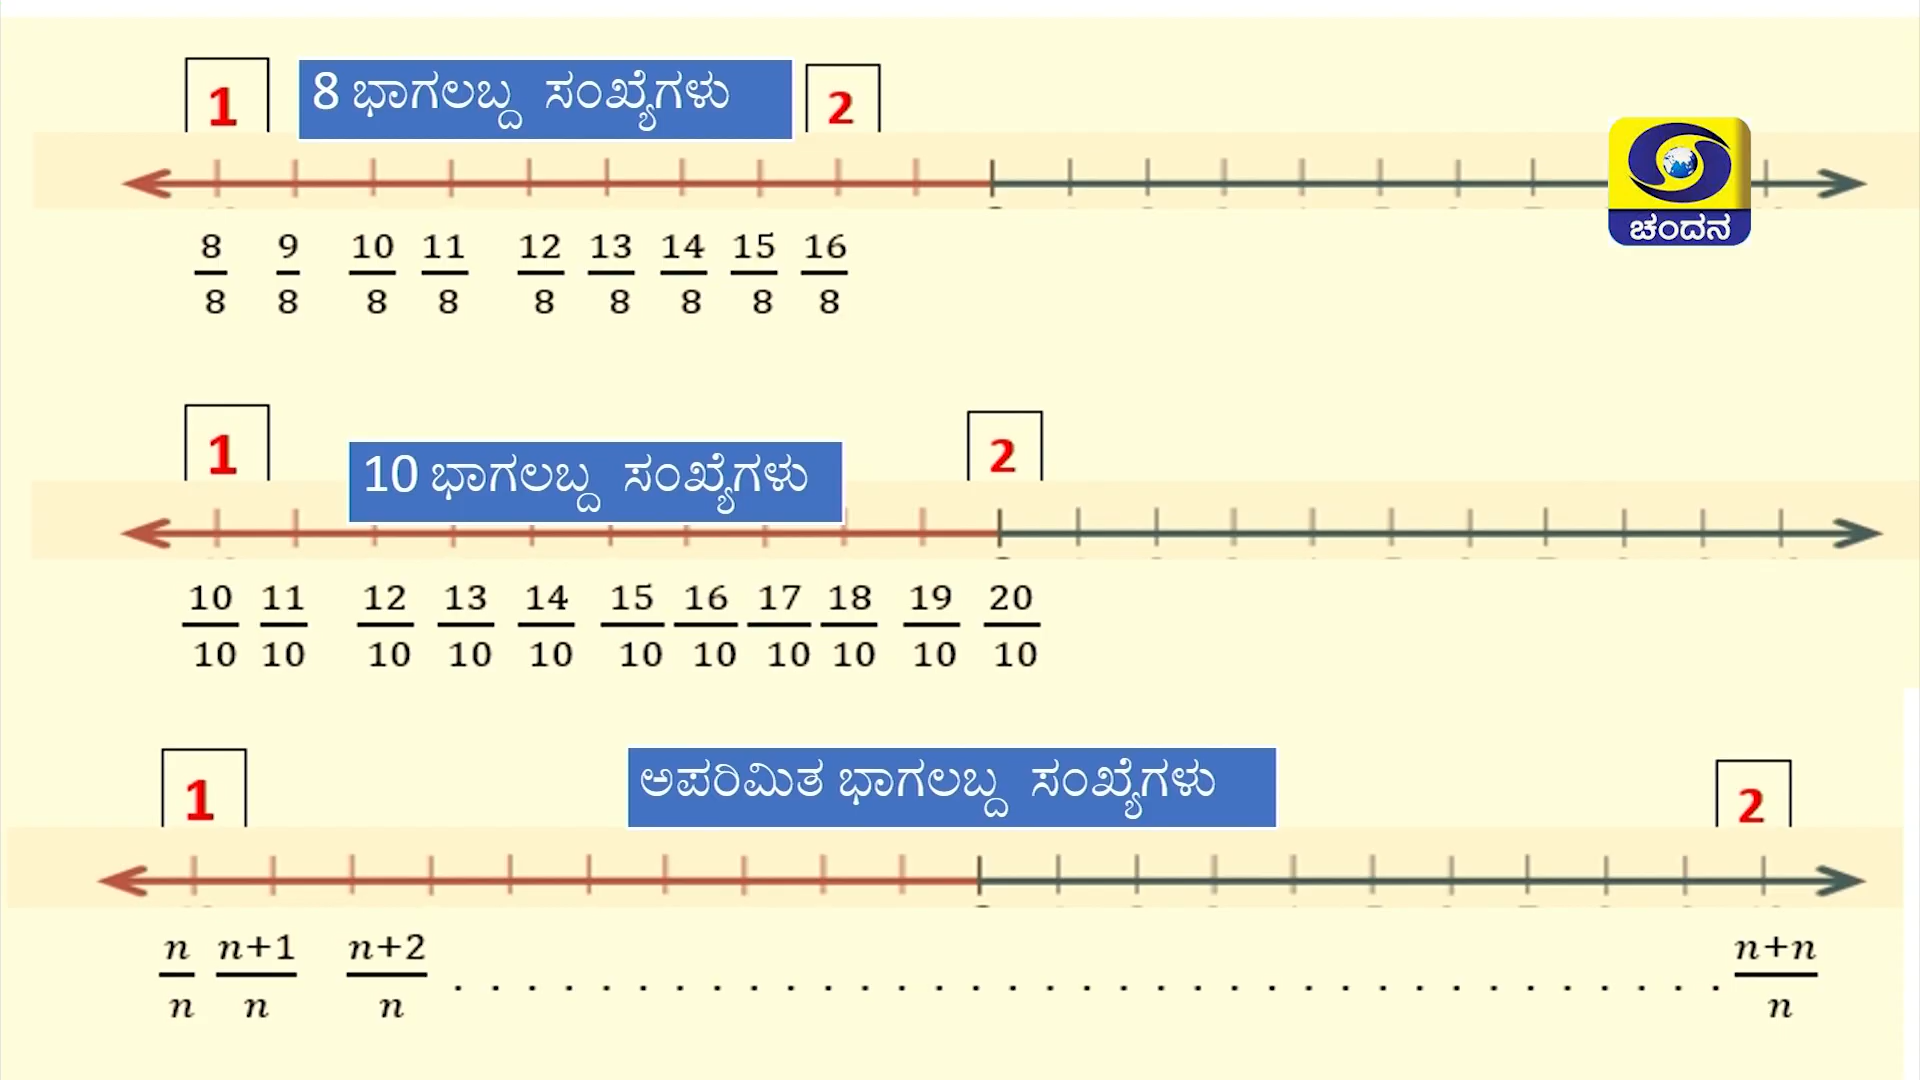 1 8 ಭಾಗಲಬ್ದ ಸಂಖ್ಯೆಗಳು 2
ಚಂದನ
8/8 9/8 10/8 11/8 12/8 13/8 14/8 15/8 16/8
1 10 ಭಾಗಲಬ್ದ ಸಂಖ್ಯೆಗಳು 2
10/10 11/10 12/10 13/10 14/10 15/10 16/10 17/10 18/10 19/10 20/10
1 ಅಪರಿಮಿತ ಭಾಗಲಬ್ದ ಸಂಖ್ಯೆಗಳು 2
n/n n+1/n n+2/n . . . . . . . . . . . . . . . . . . . . . . . . . . . . . . . . . . . n+n/n